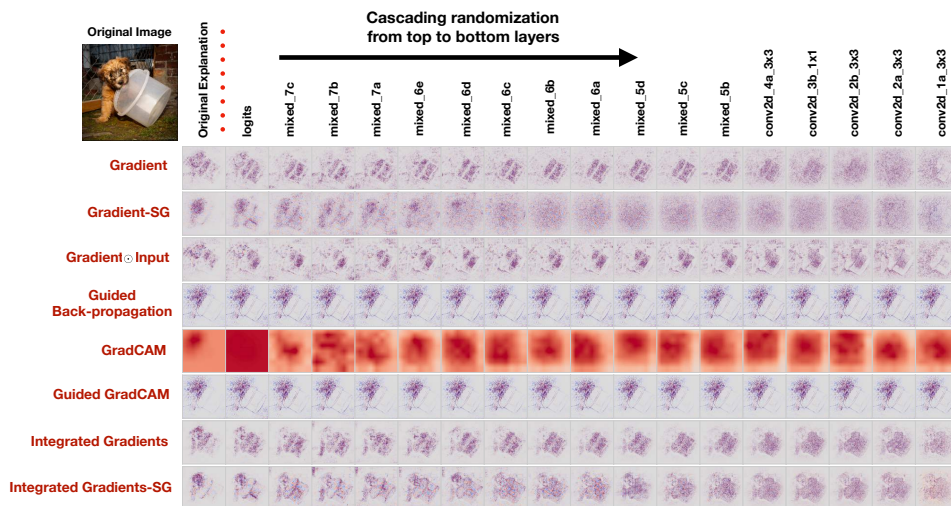 Cascading randomization
from top to bottom layers
Original Image
Original Explanation
logits
mixed_7c
mixed_7b
mixed_7a
mixed_6e
mixed_6d
mixed_6c
mixed_6b
mixed_6a
mixed_5d
mixed_5c
mixed_5b
conv2d_4a_3x3
conv2d_3b_1x1
conv2d_2b_3x3
conv2d_2a_3x3
conv2d_1a_3x3
Gradient
Gradient-SG
Gradient⊙Input
Guided
Back-propagation
GradCAM
Guided GradCAM
Integrated Gradients
Integrated Gradients-SG